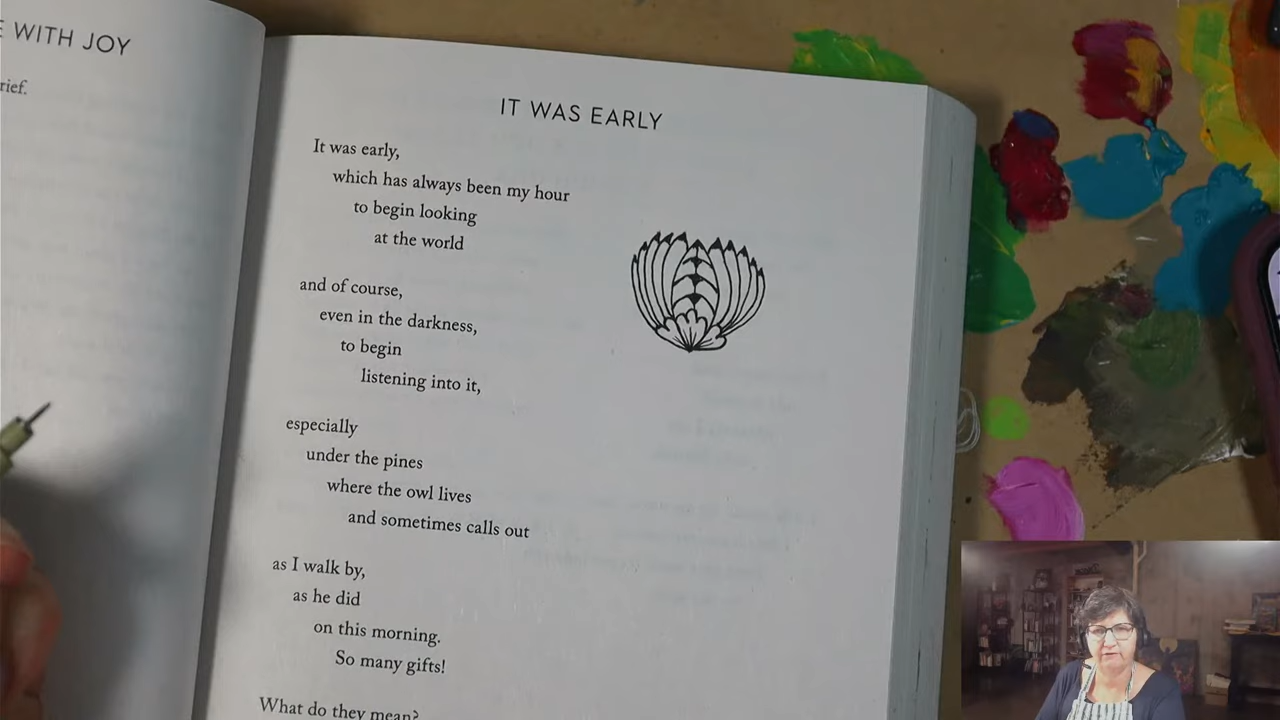 WITH JOY
rief.
IT WAS EARLY
It was early,
which has always been my hour
to begin looking
at the world
and of course,
even in the darkness,
to begin
listening into it,
especially
under the pines
where the owl lives
and sometimes calls out
as I walk by,
as he did
on this morning.
So many gifts!
What do they mean?